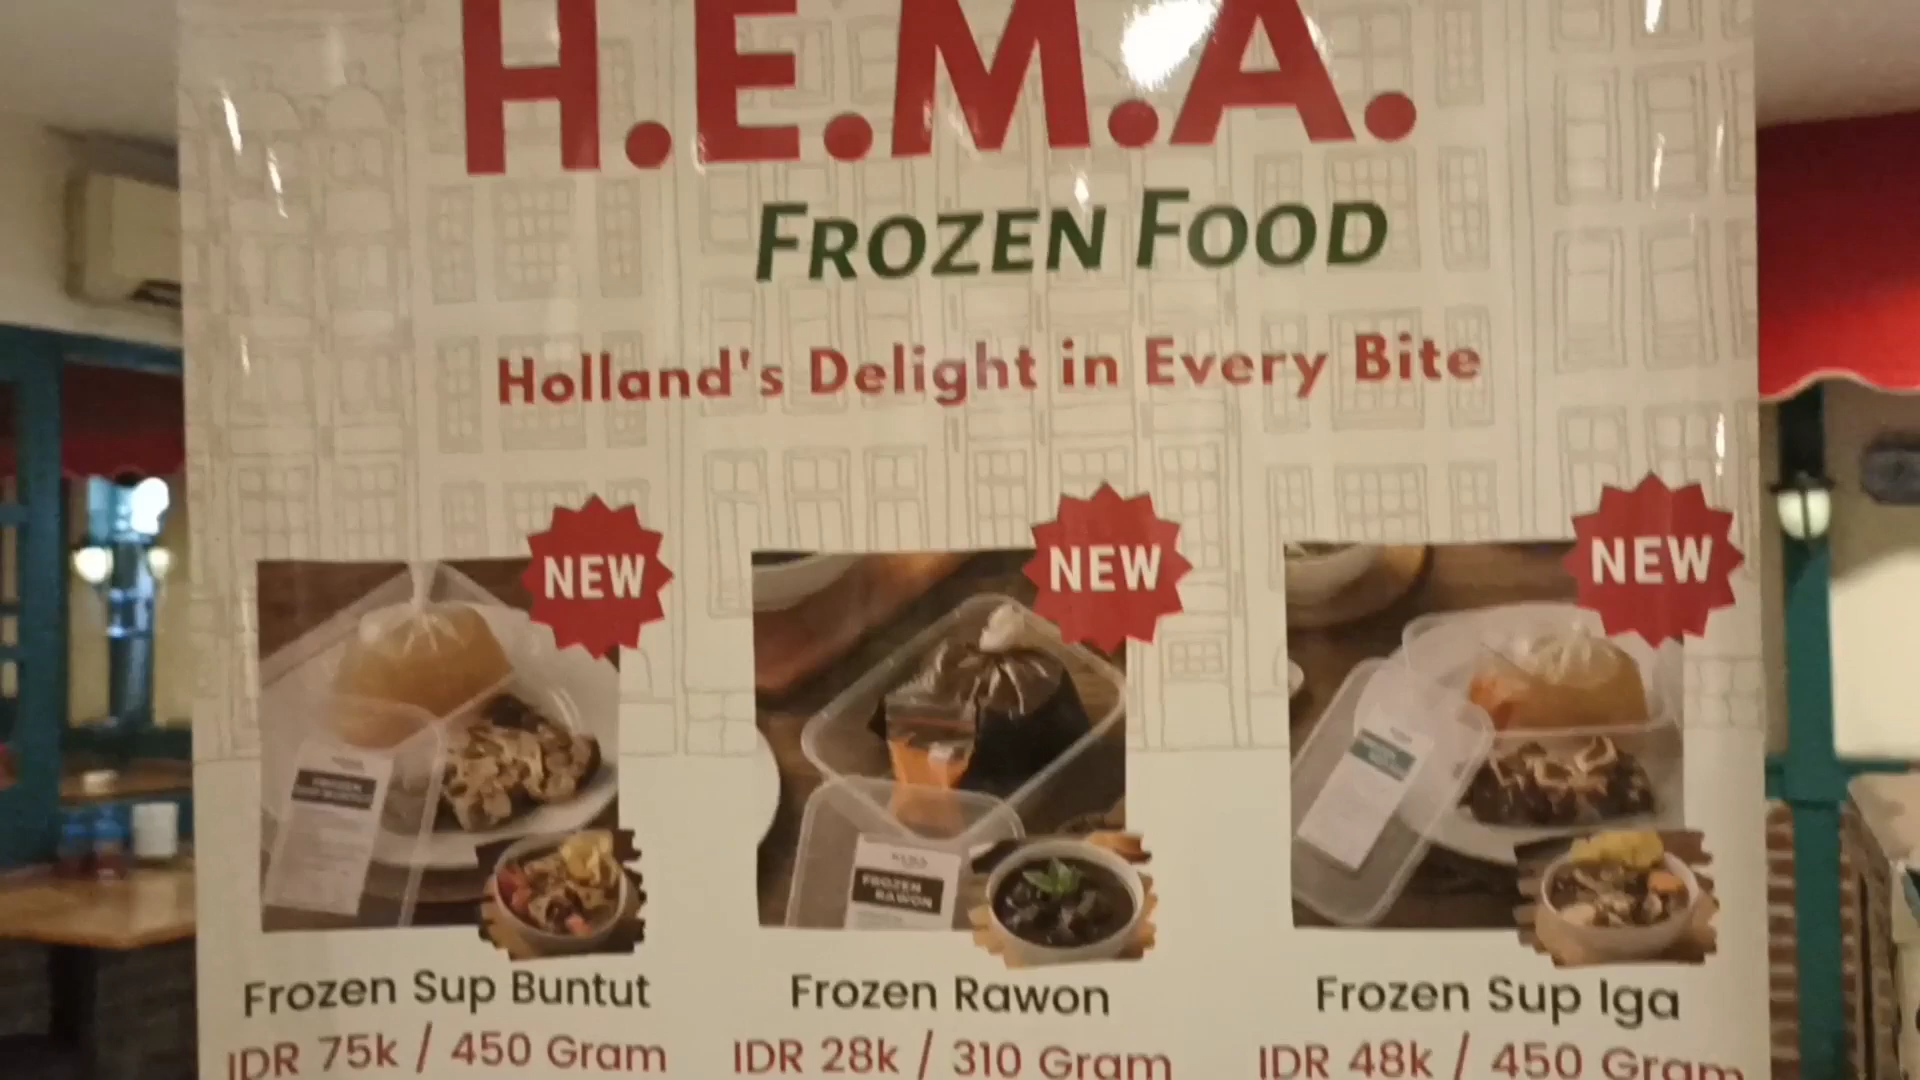 H.E.M.A.
FROZEN FOOD
Holland's Delight in Every Bite
NEW
NEW
NEW
FROZEN
RAWON
Frozen Sup Buntut
Frozen Rawon
Frozen Sup Iga
IDR 75k / 450 Gram
IDR 28k / 310 Gram
IDR 48k / 450 Gram